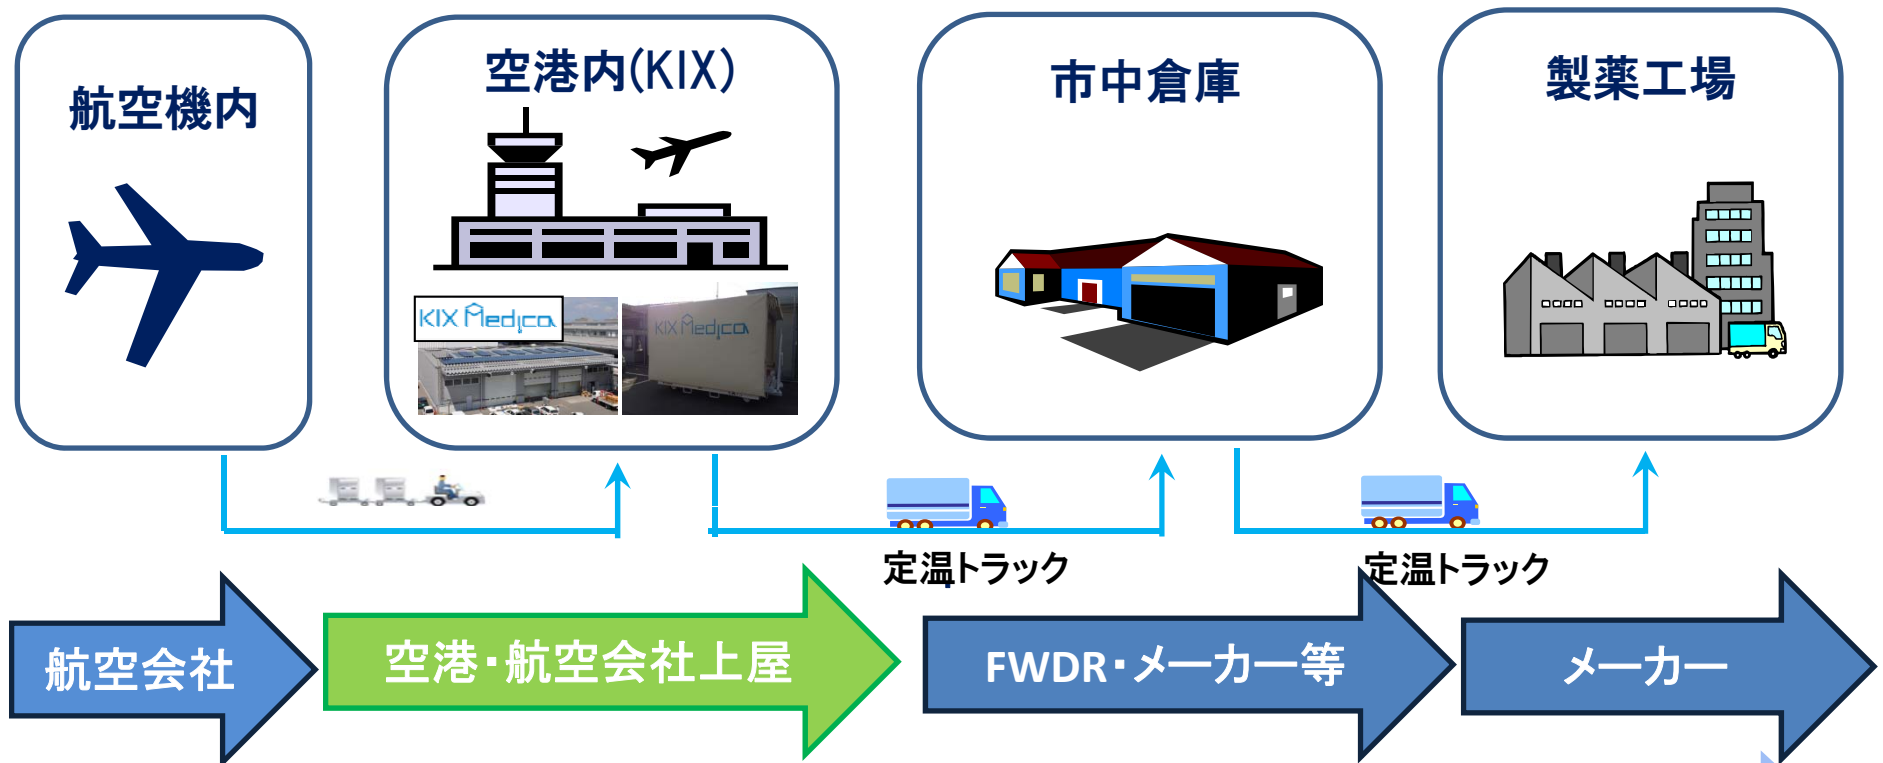 航空機内
空港内(KIX)
市中倉庫
製薬工場
KIX Medica
KIX Medica
定温トラック
定温トラック
航空会社
空港・航空会社上屋
FWDR・メーカー等
メーカー